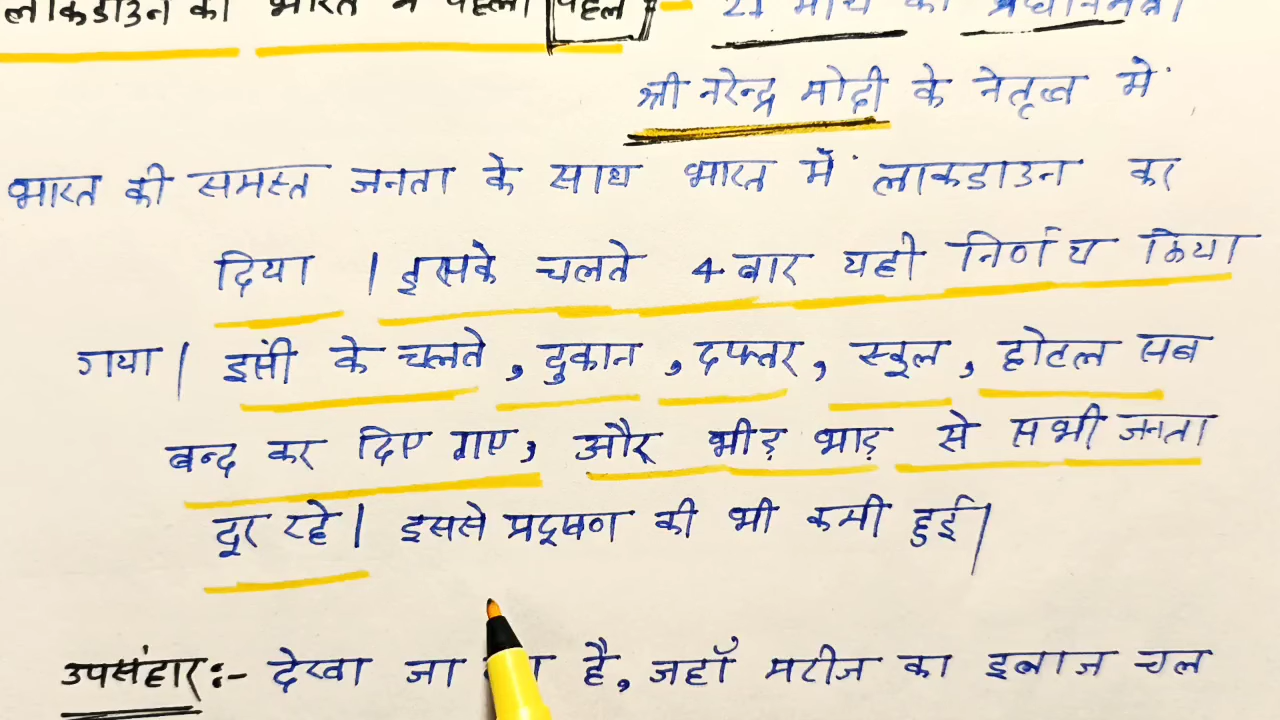 लाकडाउन का भारत में पहला पहल :- 21 मार्च को प्रधानमंत्री
श्री नरेन्द्र मोदी के नेतृत्व में
भारत की समस्त जनता के साथ भारत में लाकडाउन कर
दिया । इसके चलते 4 बार यही निर्णय किया
गया। इसी के चलते , दुकान , दफ्तर , स्कूल , होटल सब
बन्द कर दिए गए , और भीड़ भाड़ से सभी जनता
दूर रहे। इससे प्रदूषण की भी कमी हुई।
उपसंहार :- देखा जा है , जहाँ मरीज का इलाज चल